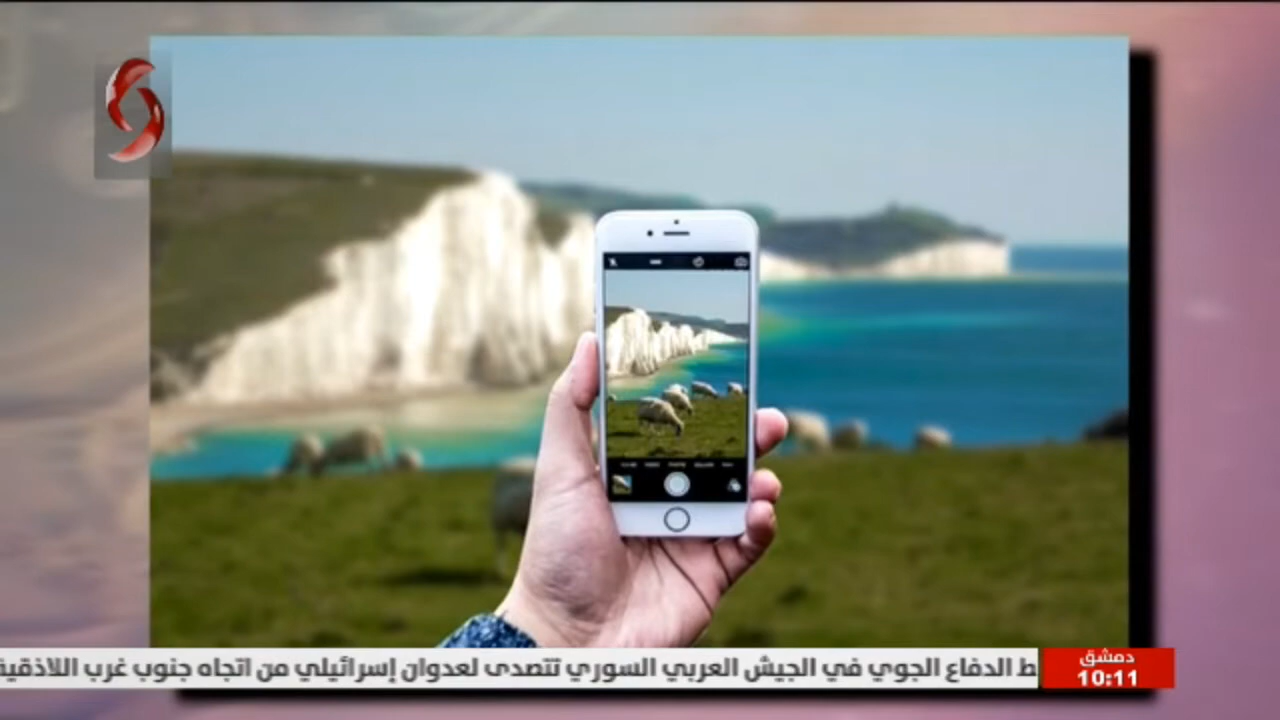 دمشق
10:11
ط الدفاع الجوي في الجيش العربي السوري تتصدى لعدوان إسرائيلي من اتجاه جنوب غرب اللاذقية